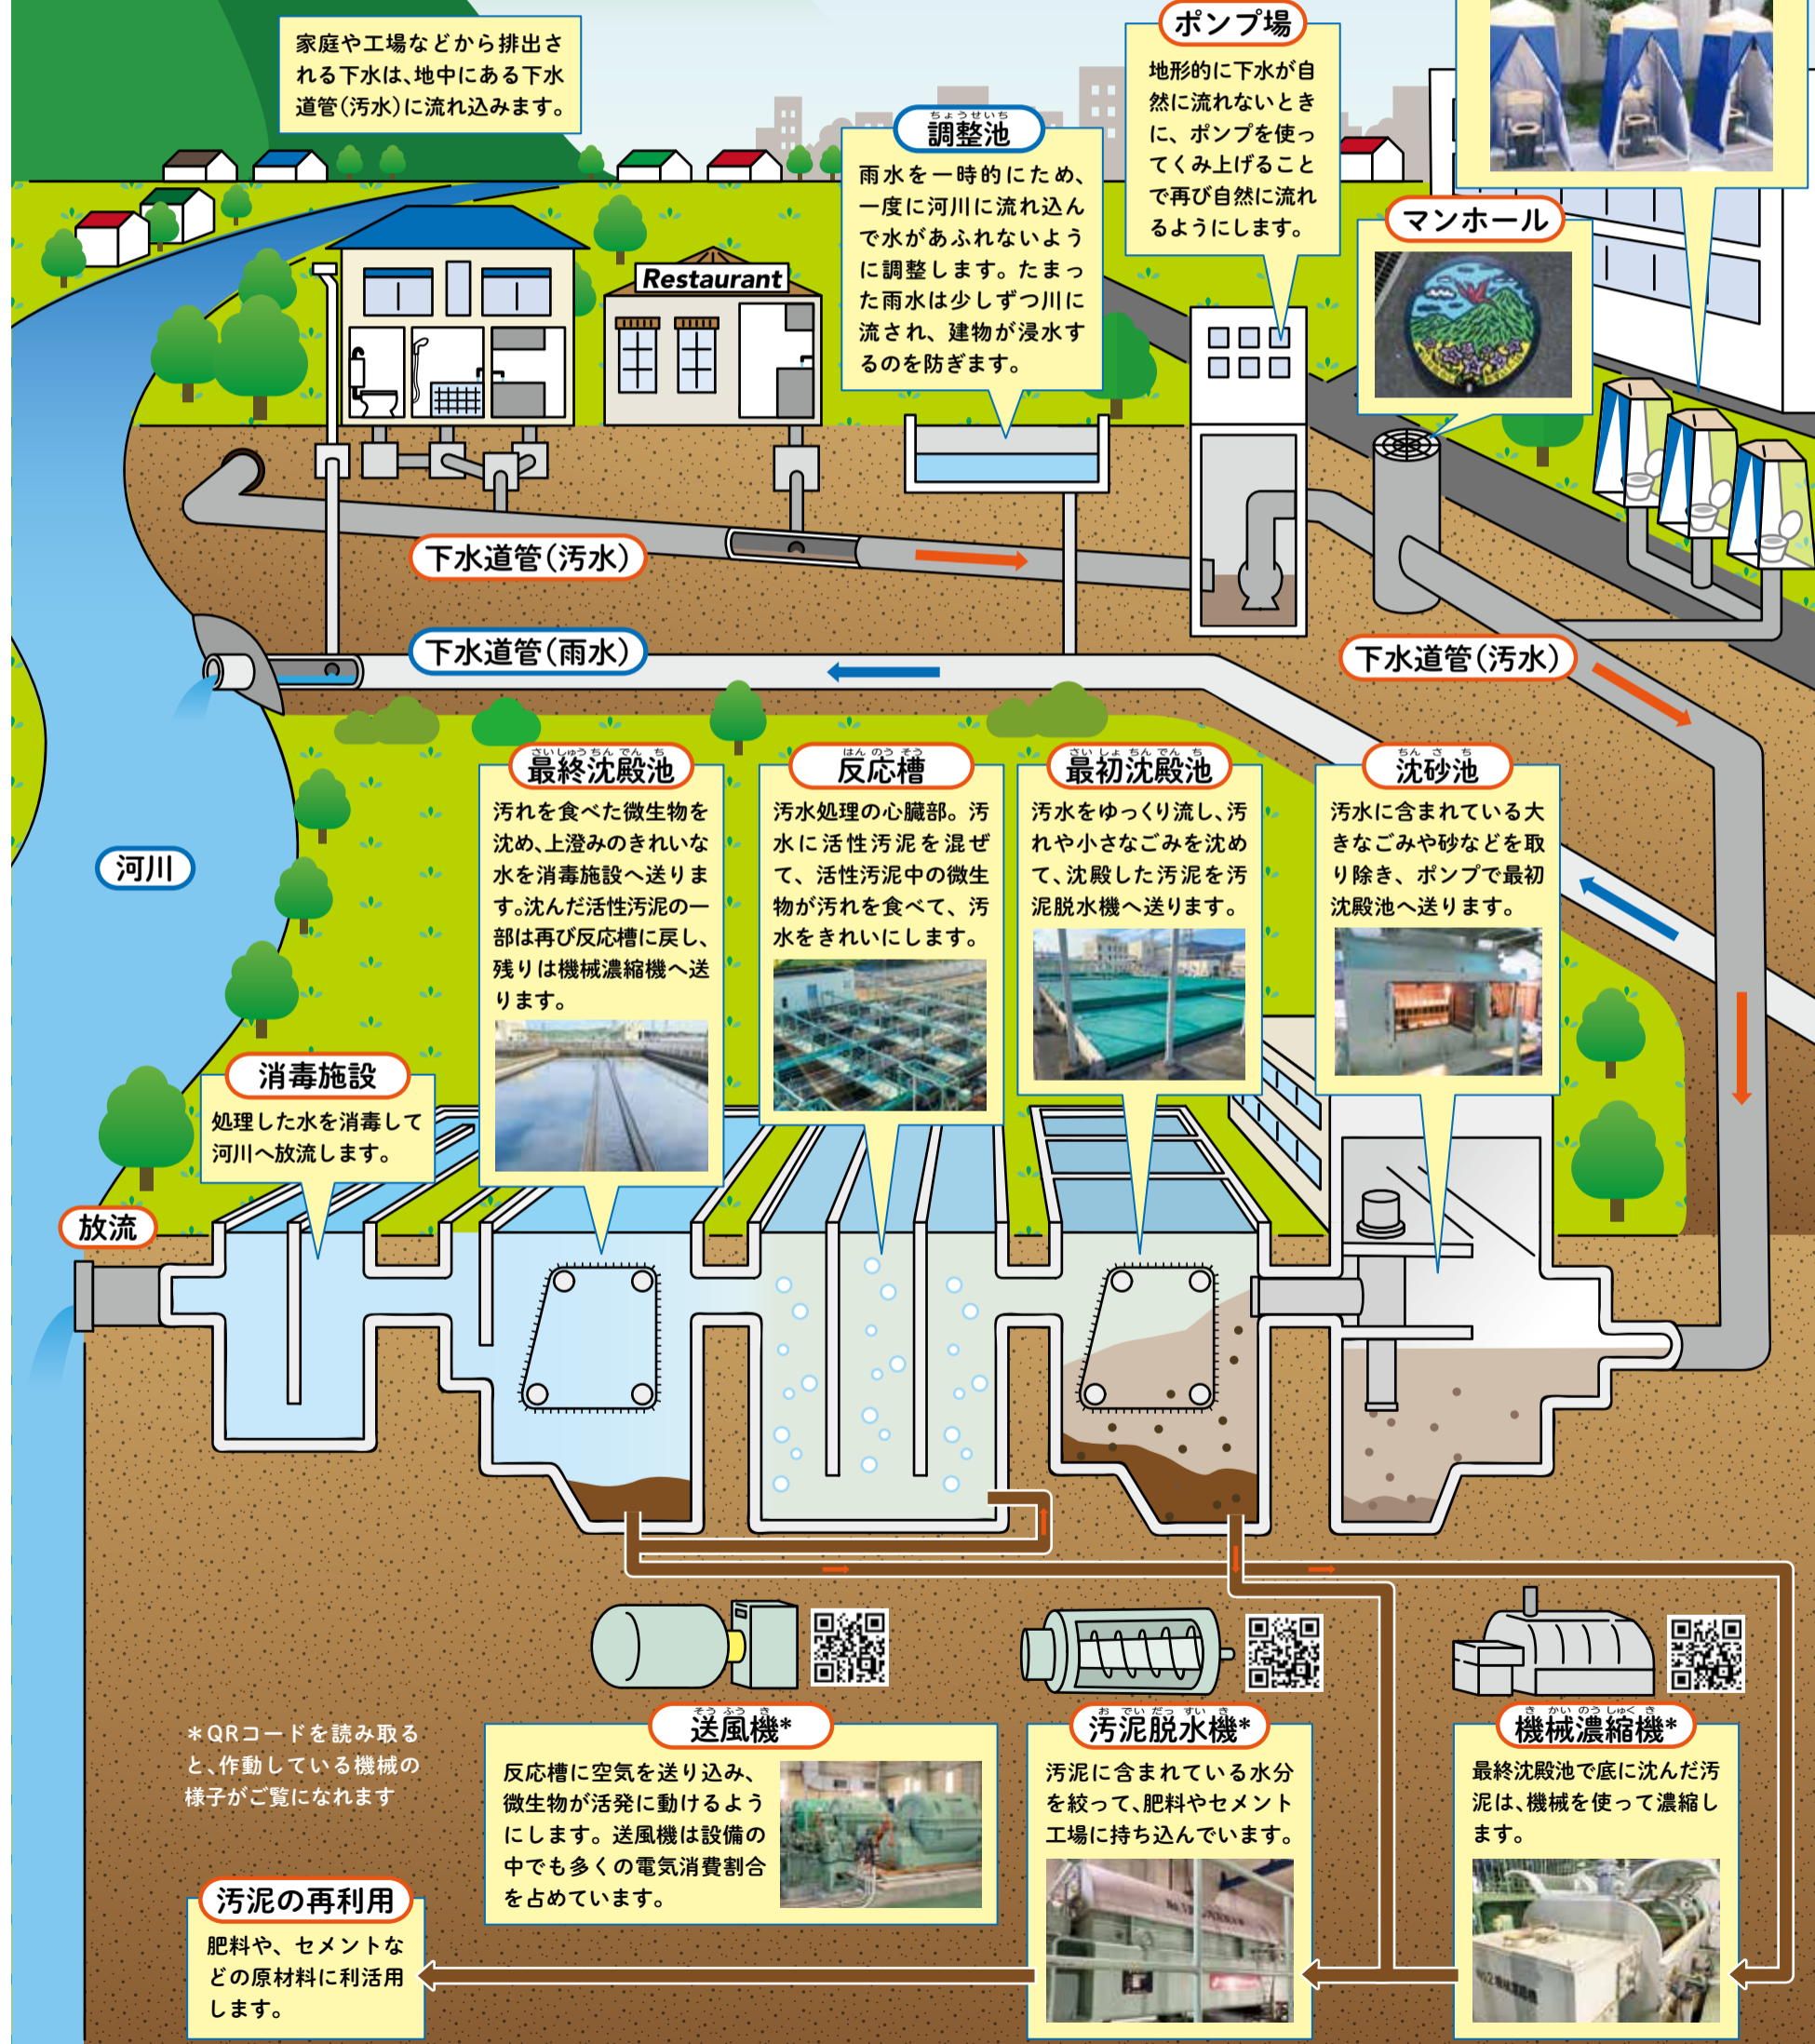 家庭や工場などから排出さ
れる下水は、地中にある下水
道管(汚水)に流れ込みます。
ポンプ場
地形的に下水が自
然に流れないとき
に、ポンプを使っ
てくみ上げること
で再び自然に流れ
るようにします。
ちょうせいち
調整池
雨水を一時的にため、
一度に河川に流れ込ん
で水があふれないよう
に調整します。たまっ
た雨水は少しずつ川に
流され、建物が浸水す
るのを防ぎます。
マンホール
Restaurant
下水道管(汚水)
下水道管(雨水)
下水道管(汚水)
河川
さいしゅうちんでんち
最終沈殿池
汚れを食べた微生物を
沈め、上澄みのきれいな
水を消毒施設へ送りま
す。沈んだ活性汚泥の一
部は再び反応槽に戻し、
残りは機械濃縮機へ送
ります。
はんのうそう
反応槽
汚水処理の心臓部。汚
水に活性汚泥を混ぜ
て、活性汚泥中の微生
物が汚れを食べて、汚
水をきれいにします。
さいしょちんでんち
最初沈殿池
汚水をゆっくり流し、汚
れや小さなごみを沈め
て、沈殿した汚泥を汚
泥脱水機へ送ります。
ちんさち
沈砂池
汚水に含まれている大
きなごみや砂などを取
り除き、ポンプで最初
沈殿池へ送ります。
消毒施設
処理した水を消毒して
河川へ放流します。
放流
*QRコードを読み取る
と、作動している機械の
様子がご覧になれます
そうふうき
送風機*
反応槽に空気を送り込み、
微生物が活発に動けるよう
にします。送風機は設備の
中でも多くの電気消費割合
を占めています。
おでいだっすいき
汚泥脱水機*
汚泥に含まれている水分
を絞って、肥料やセメント
工場に持ち込んでいます。
きかいのうしゅくき
機械濃縮機*
最終沈殿池で底に沈んだ汚
泥は、機械を使って濃縮し
ます。
No.2機械濃縮機
汚泥の再利用
肥料や、セメントな
どの原材料に利活用
します。